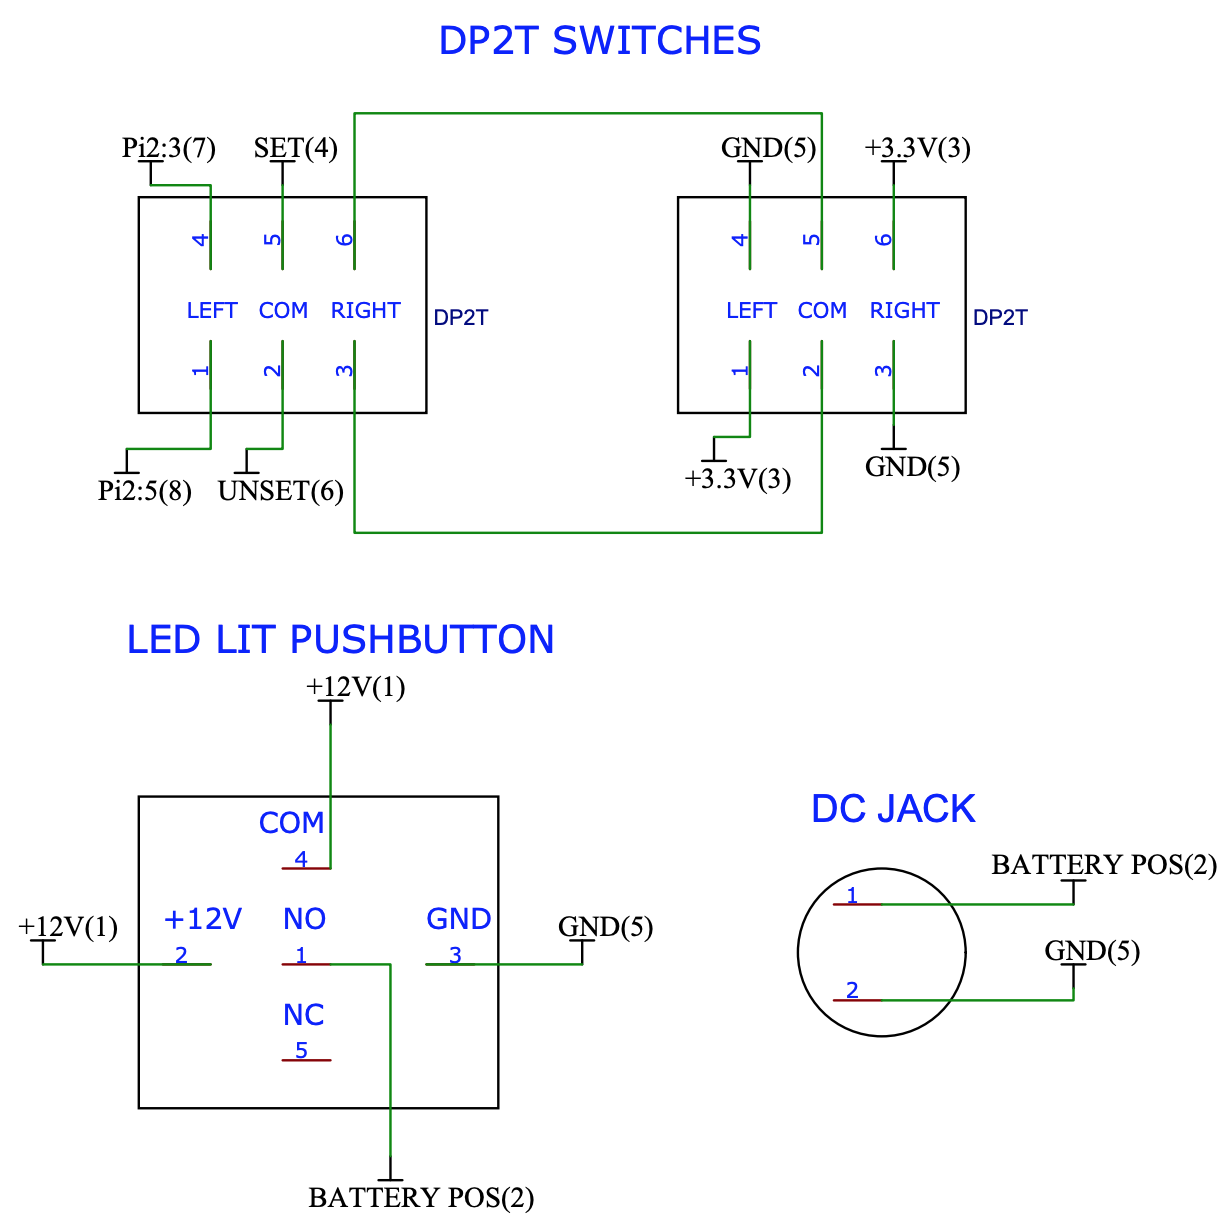 DP2T SWITCHES
Pi2:3(7) SET(4) GND(5) +3.3V(3)
4 5 6 4 5 6
LEFT COM RIGHT DP2T LEFT COM RIGHT DP2T
1 2 3 1 2 3
Pi2:5(8) UNSET(6) +3.3V(3) GND(5)
LED LIT PUSHBUTTON
+12V(1)
DC JACK
COM
4
BATTERY POS(2)
1
+12V(1) +12V NO GND GND(5)
2 1 3
GND(5)
2
NC
5
BATTERY POS(2)